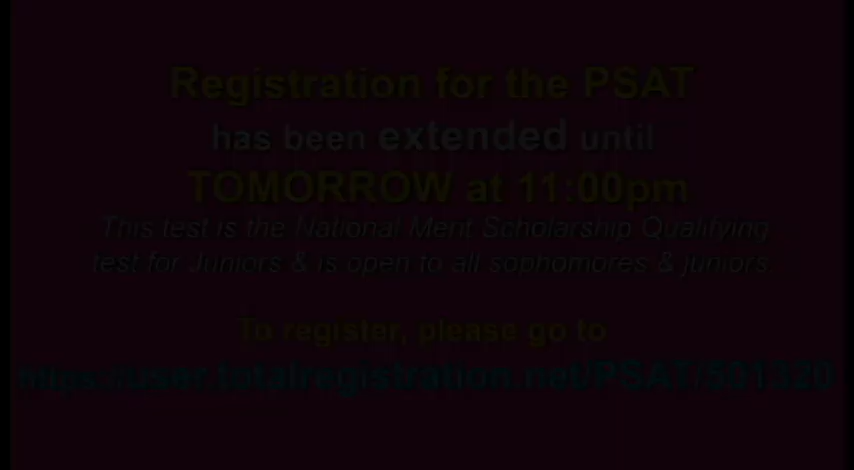 Registration for the PSAT
has been extended until
TOMORROW at 11:00pm
This test is the National Merit Scholarship Qualifying
test for Juniors & is open to all sophomores & juniors.
To register, please go to
https://user.totalregistration.net/PSAT/501320